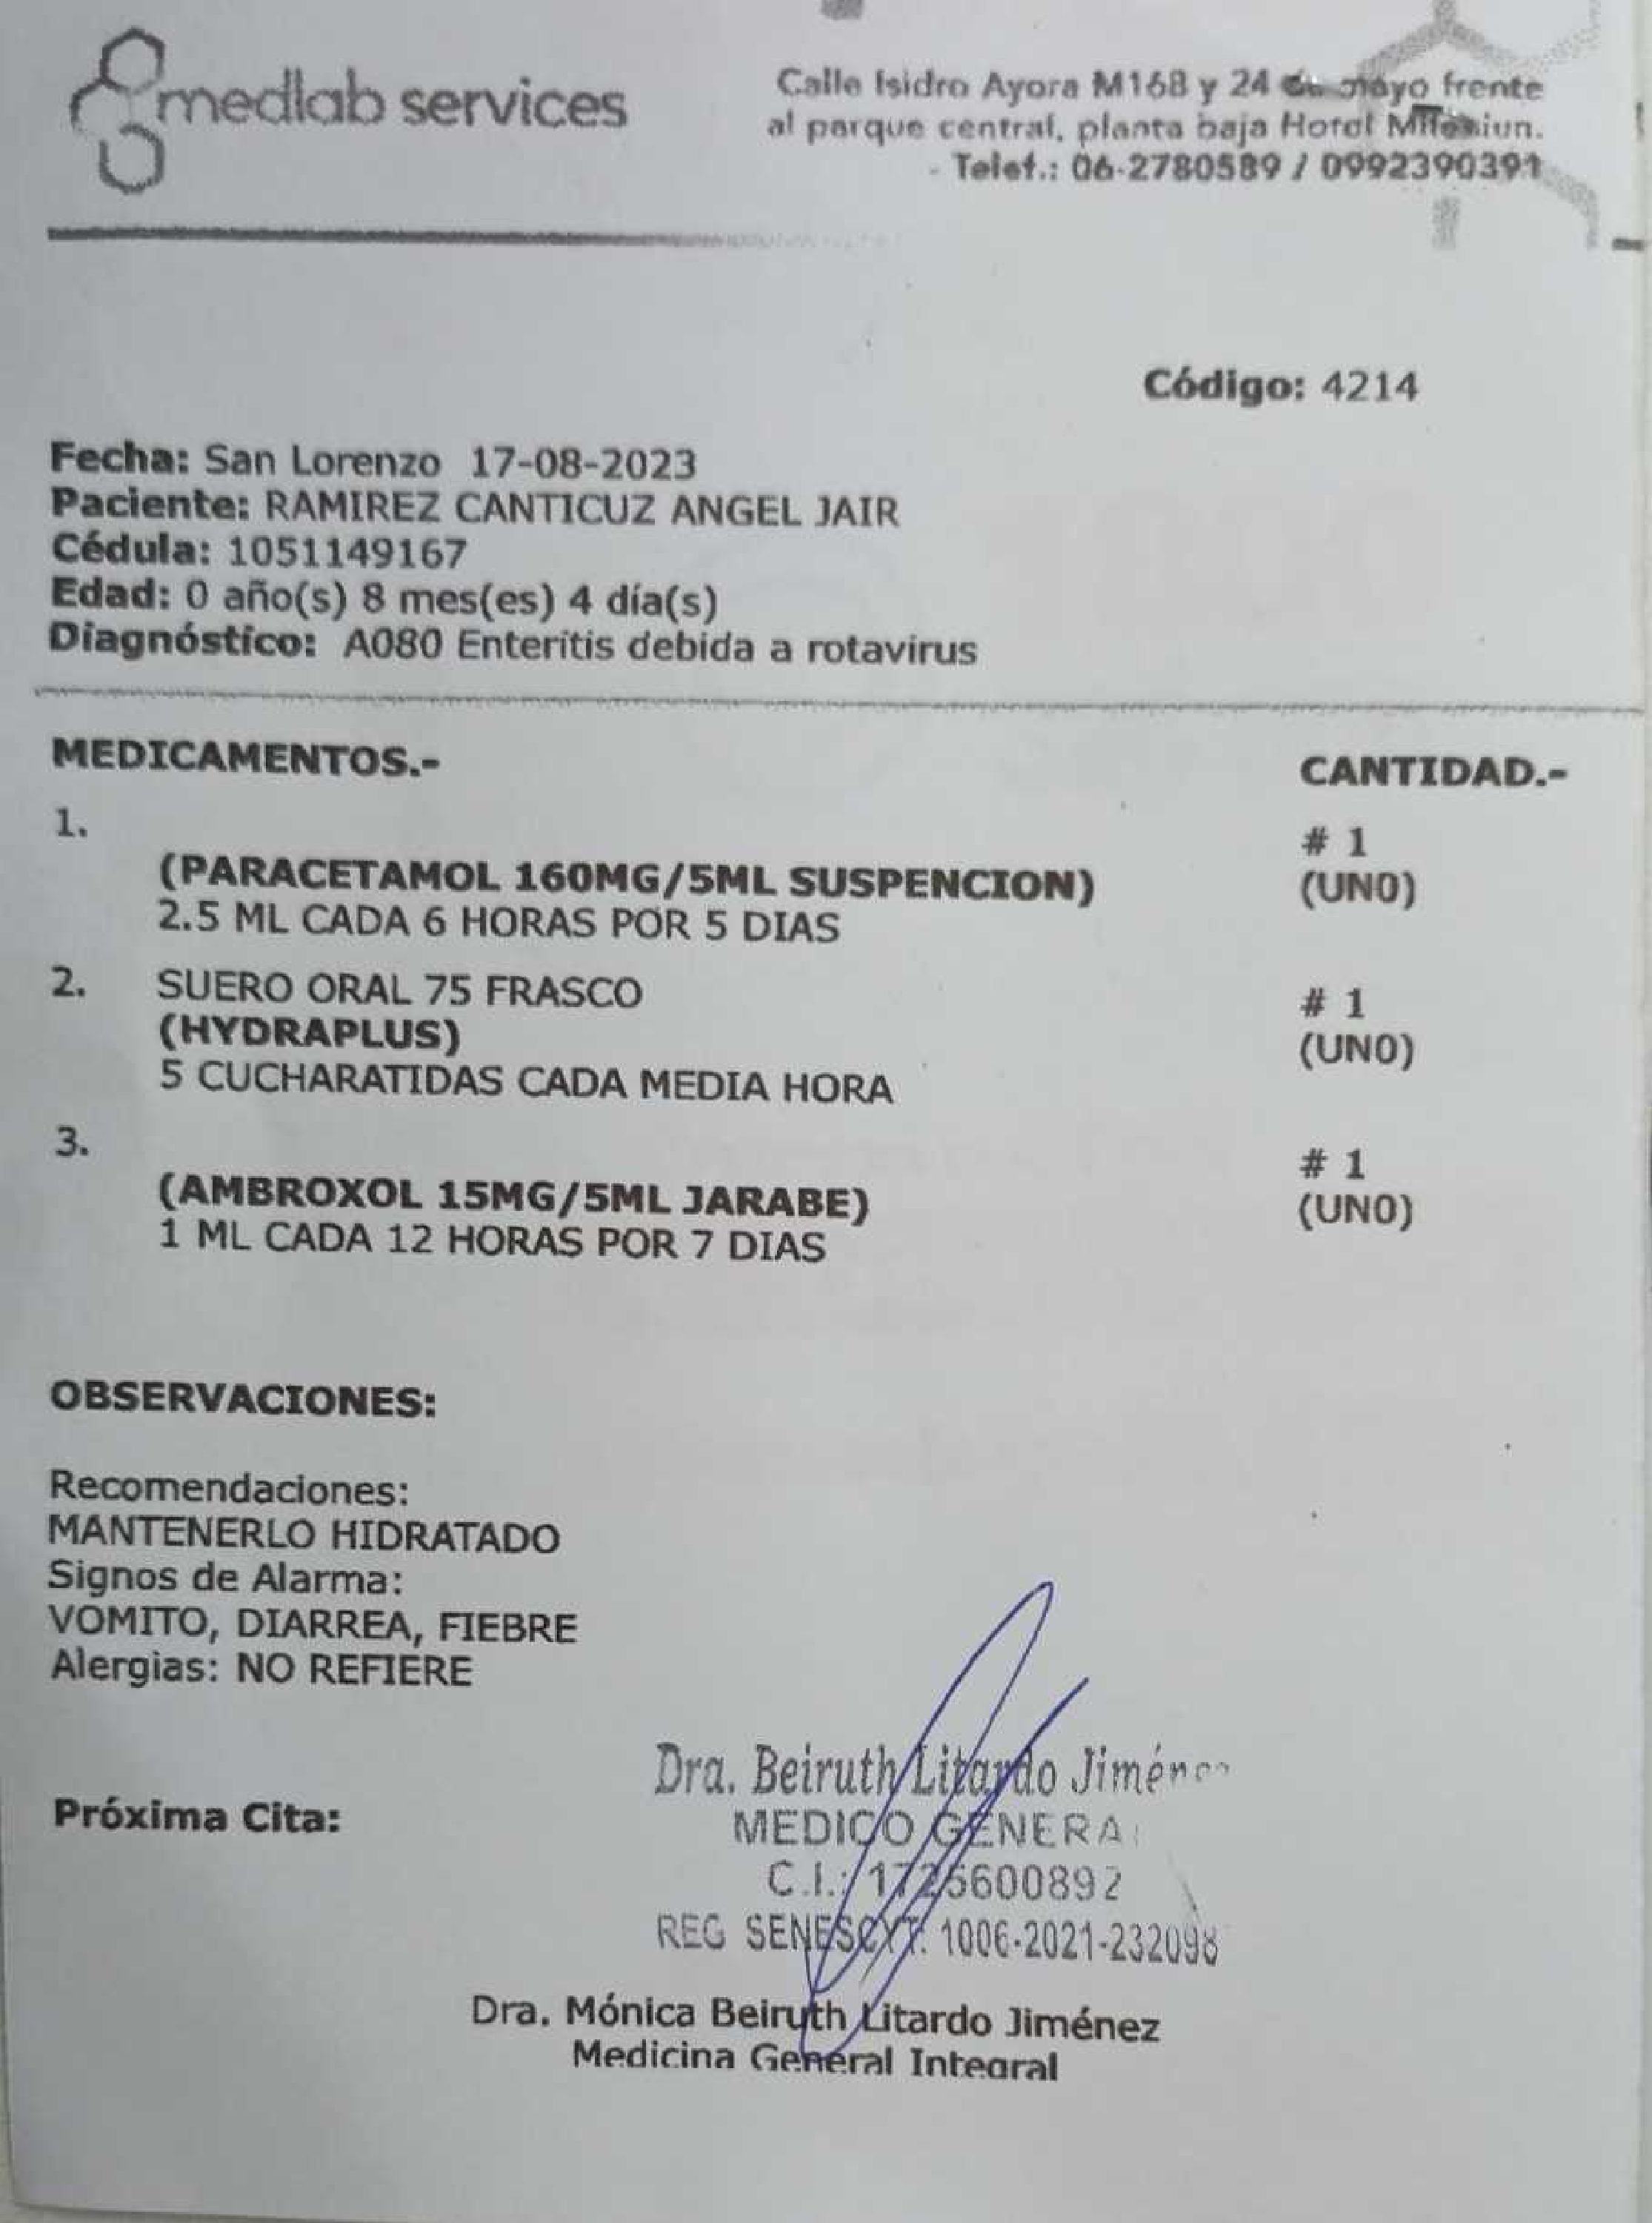 medlab services
Calle Isidro Ayora M168 y 24 de mayo frente
al parque central, planta baja Hotel
- Telef.: 06-2780589 / 0992390391
Código: 4214
Fecha: San Lorenzo 17-08-2023
Paciente: RAMIREZ CANTICUZ ANGEL JAIR
Cédula: 1051149167
Edad: 0 año(s) 8 mes(es) 4 día(s)
Diagnóstico: A080 Enteritis debida a rotavirus
MEDICAMENTOS.-
CANTIDAD.-
1.
# 1
(PARACETAMOL 160MG/5ML SUSPENCION)
(UNO)
2.5 ML CADA 6 HORAS POR 5 DIAS
2. SUERO ORAL 75 FRASCO
# 1
(HYDRAPLUS)
(UNO)
5 CUCHARATIDAS CADA MEDIA HORA
3.
# 1
(AMBROXOL 15MG/5ML JARABE)
(UNO)
1 ML CADA 12 HORAS POR 7 DIAS
OBSERVACIONES:
Recomendaciones:
MANTENERLO HIDRATADO
Signos de Alarma:
VOMITO, DIARREA, FIEBRE
Alergias: NO REFIERE
Próxima Cita:
Dra. Beiruth Litardo Jiménez
MEDICO GENERAL
C.I.: 1725600892
REG SENESCYT: 1006-2021-232098
Dra. Mónica Beiruth Litardo Jiménez
Medicina General Integral